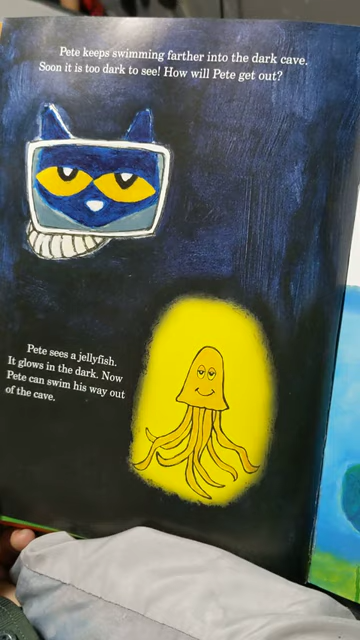 Pete keeps swimming farther into the dark cave.
Soon it is too dark to see! How will Pete get out?
Pete sees a jellyfish.
It glows in the dark. Now
Pete can swim his way out
of the cave.